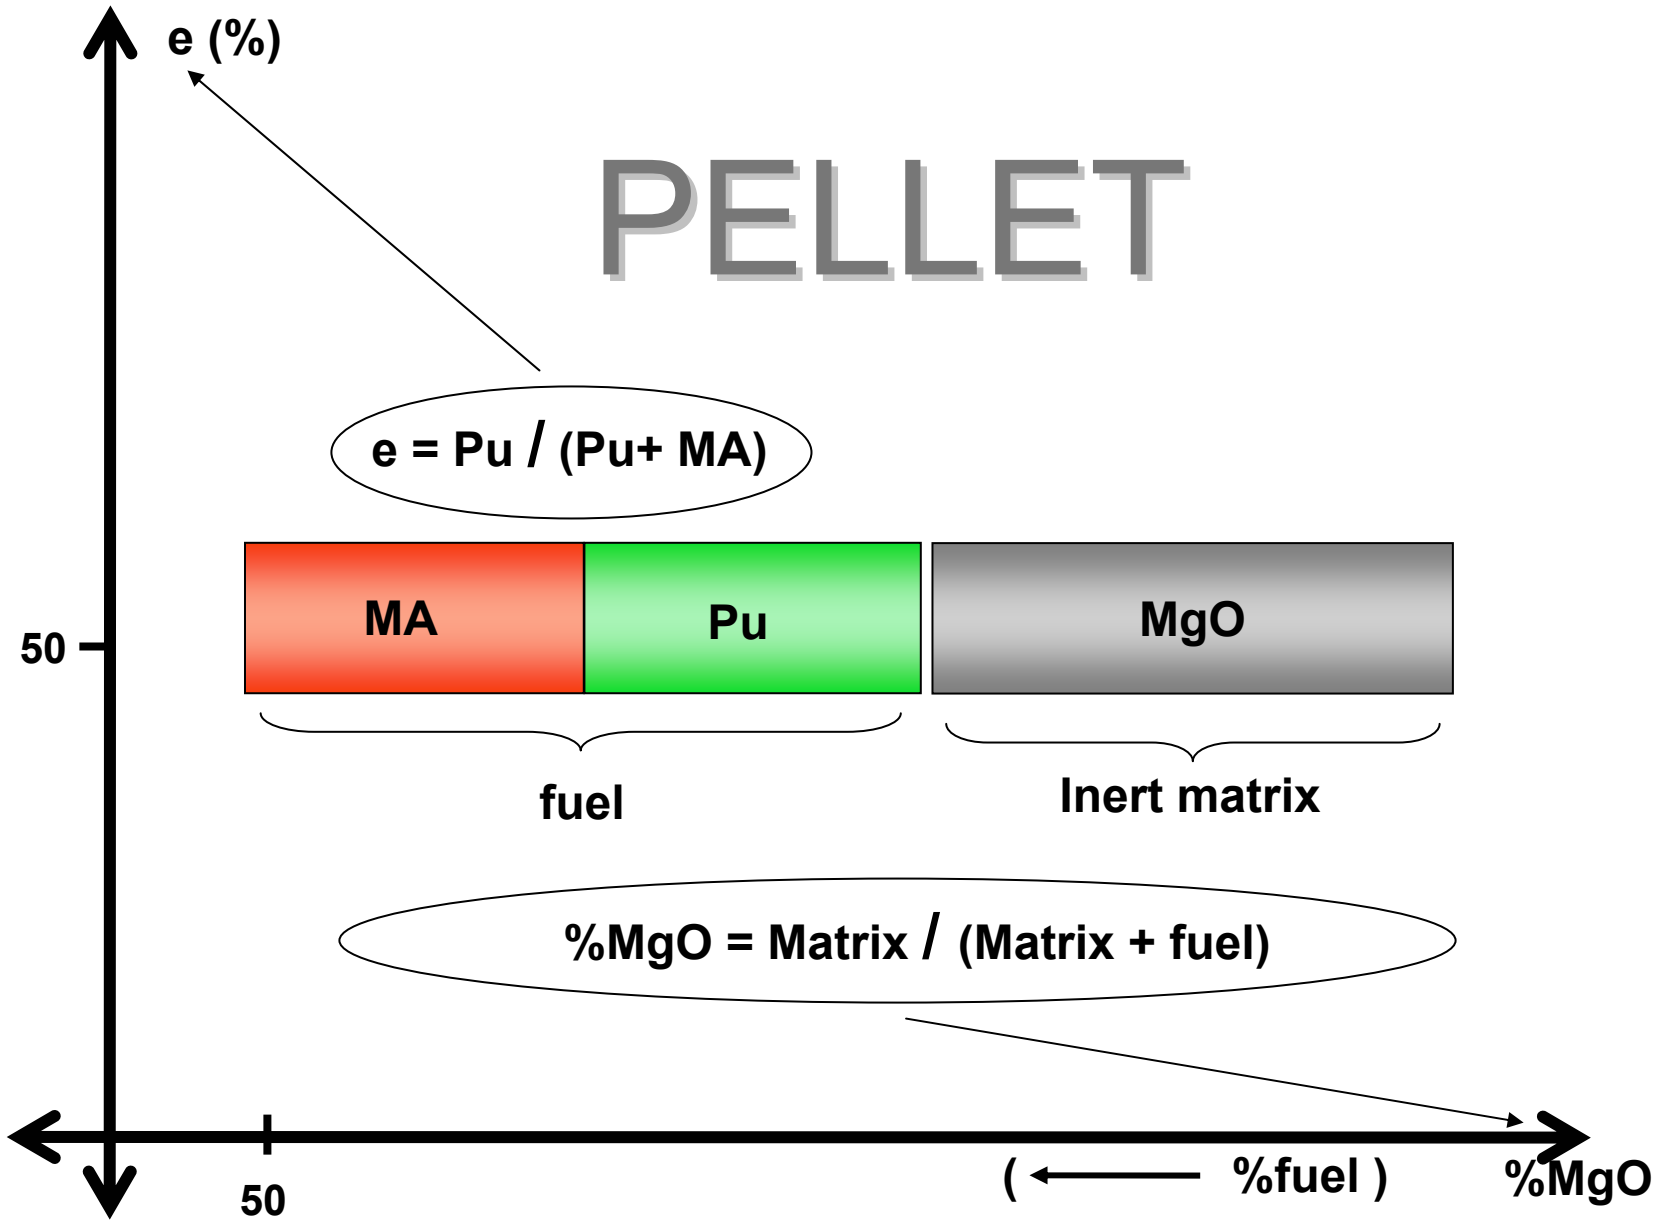 e (%)
PELLET
e = Pu / (Pu+ MA)
MA
Pu
MgO
50
fuel
Inert matrix
%MgO = Matrix / (Matrix + fuel)
50
( ← %fuel )
%MgO